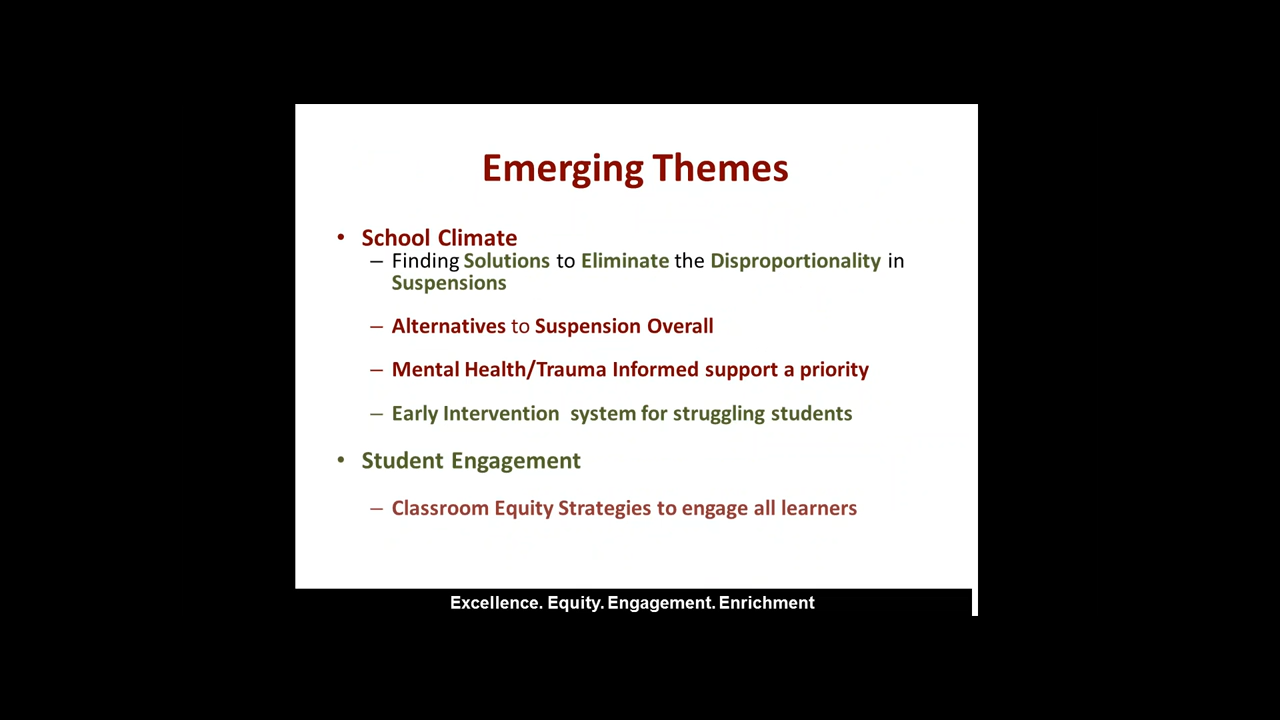 Emerging Themes
• School Climate
– Finding Solutions to Eliminate the Disproportionality in
Suspensions
– Alternatives to Suspension Overall
– Mental Health/Trauma Informed support a priority
– Early Intervention  system for struggling students
• Student Engagement
– Classroom Equity Strategies to engage all learners
Excellence. Equity. Engagement. Enrichment